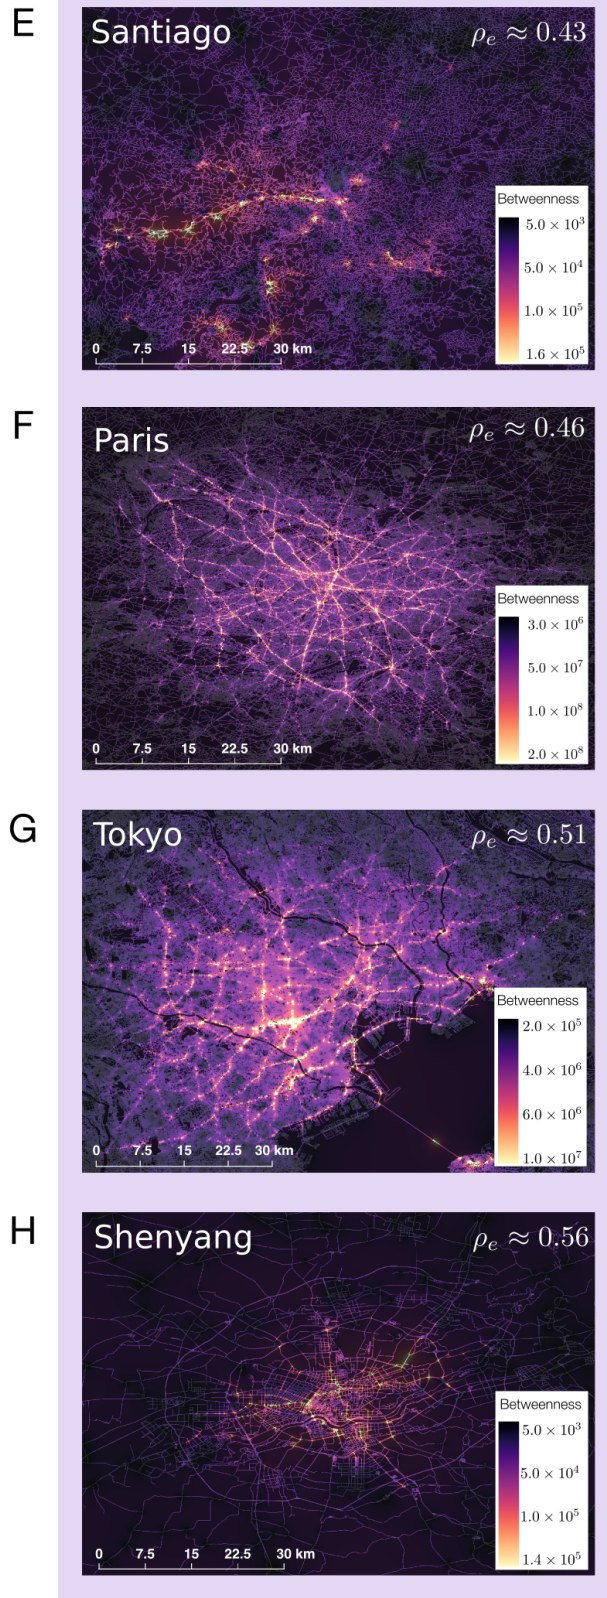 E
Santiago
ρₑ ≈ 0.43
Betweenness
5.0 × 10³
5.0 × 10⁴
1.0 × 10⁵
1.6 × 10⁵
0 7.5 15 22.5 30 km
F
Paris
ρₑ ≈ 0.46
Betweenness
3.0 × 10⁶
5.0 × 10⁷
1.0 × 10⁸
2.0 × 10⁸
0 7.5 15 22.5 30 km
G
Tokyo
ρₑ ≈ 0.51
Betweenness
2.0 × 10⁵
4.0 × 10⁶
6.0 × 10⁶
1.0 × 10⁷
0 7.5 15 22.5 30 km
H
Shenyang
ρₑ ≈ 0.56
Betweenness
5.0 × 10³
5.0 × 10⁴
1.0 × 10⁵
1.4 × 10⁵
0 7.5 15 22.5 30 km